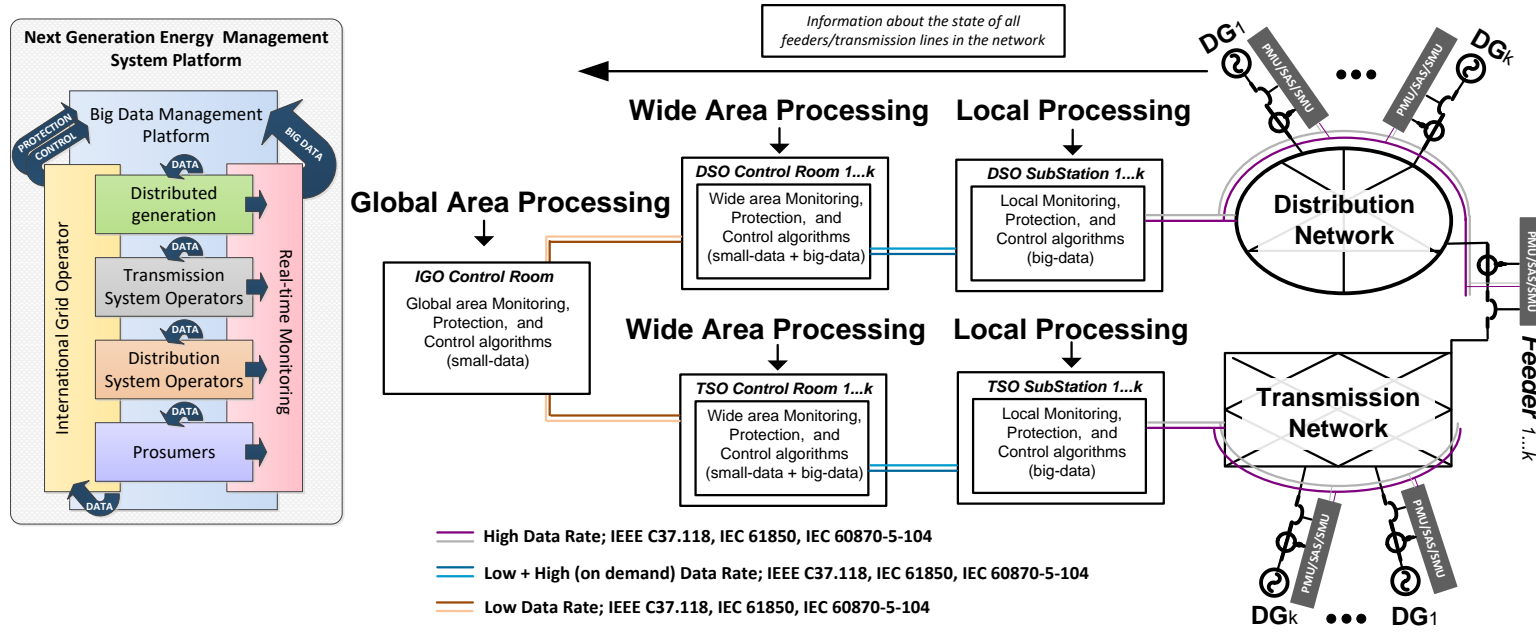 Next Generation Energy Management
System Platform
Big Data Management
Platform
PROTECTION
CONTROL
BIG DATA
DATA
Distributed
generation
DATA
Transmission
System Operators
DATA
Distribution
System Operators
DATA
Prosumers
DATA
International Grid Operator
Real-time Monitoring
Information about the state of all
feeders/transmission lines in the network
Global Area Processing
IGO Control Room
Global area Monitoring,
Protection, and
Control algorithms
(small-data)
Wide Area Processing
DSO Control Room 1...k
Wide area Monitoring,
Protection, and
Control algorithms
(small-data + big-data)
Local Processing
DSO SubStation 1...k
Local Monitoring,
Protection, and
Control algorithms
(big-data)
Wide Area Processing
TSO Control Room 1...k
Wide area Monitoring,
Protection, and
Control algorithms
(small-data + big-data)
Local Processing
TSO SubStation 1...k
Local Monitoring,
Protection, and
Control algorithms
(big-data)
DG1
PMU/SAS/SMU
PMU/SAS/SMU
DGk
Distribution
Network
PMU/SAS/SMU
Feeder 1...k
Transmission
Network
PMU/SAS/SMU
PMU/SAS/SMU
DGk
DG1
High Data Rate; IEEE C37.118, IEC 61850, IEC 60870-5-104
Low + High (on demand) Data Rate; IEEE C37.118, IEC 61850, IEC 60870-5-104
Low Data Rate; IEEE C37.118, IEC 61850, IEC 60870-5-104